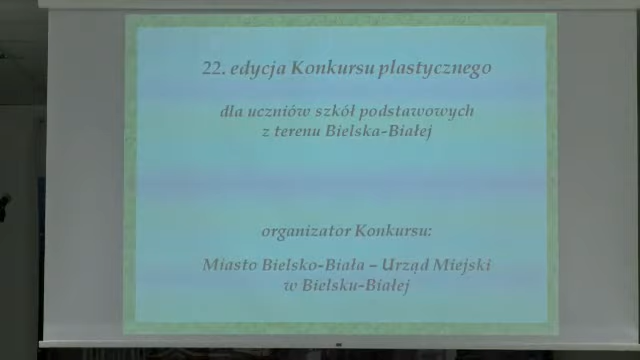 22. edycja Konkursu plastycznego
dla uczniów szkół podstawowych
z terenu Bielska-Białej
organizator Konkursu:
Miasto Bielsko-Biała – Urząd Miejski
w Bielsku-Białej